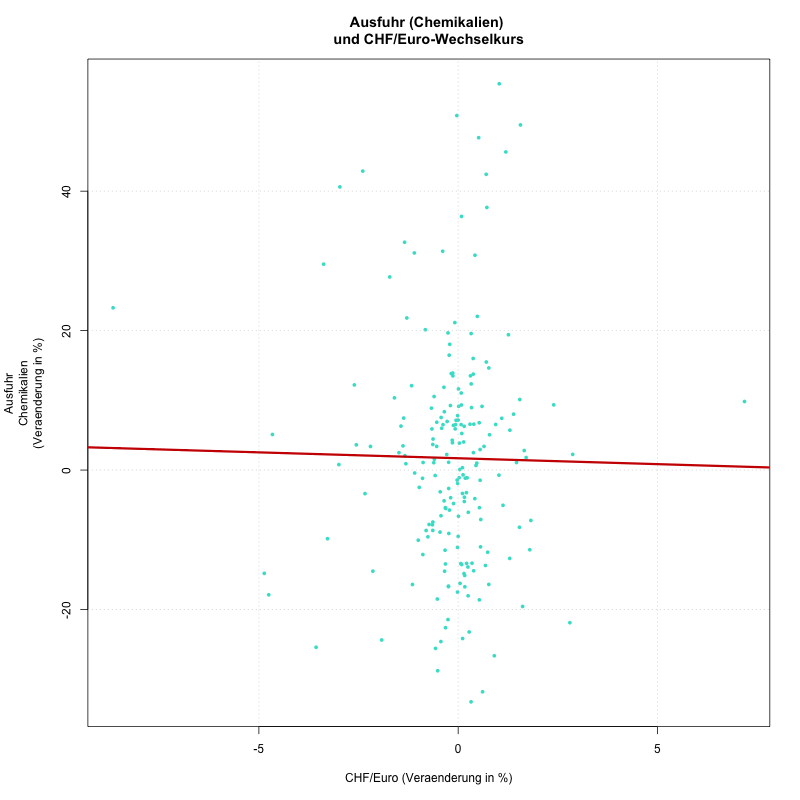 Ausfuhr (Chemikalien)
und CHF/Euro-Wechselkurs
Ausfuhr
Chemikalien
(Veraenderung in %)
40
20
0
-20
-5
0
5
CHF/Euro (Veraenderung in %)